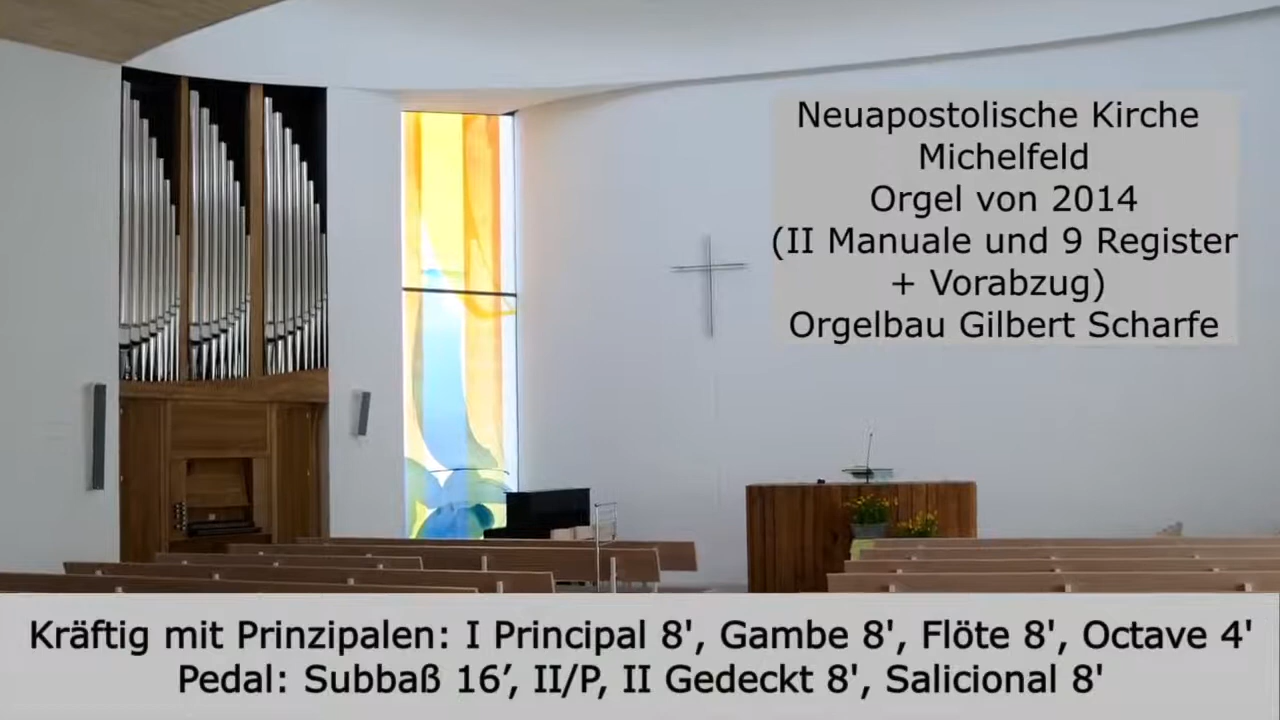 Neuapostolische Kirche
Michelfeld
Orgel von 2014
(II Manuale und 9 Register
+ Vorabzug)
Orgelbau Gilbert Scharfe
Kräftig mit Prinzipalen: I Principal 8', Gambe 8', Flöte 8', Octave 4'
Pedal: Subbaß 16’, II/P, II Gedeckt 8', Salicional 8'